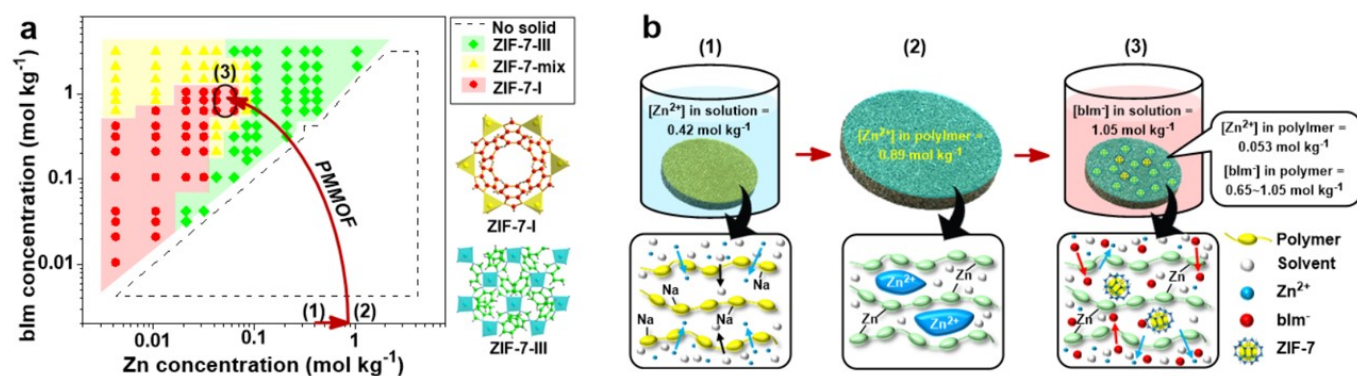 a
bIm concentration (mol kg⁻¹)
1
0.1
0.01
0.01
0.1
1
Zn concentration (mol kg⁻¹)
(3)
PMMOF
(1)
(2)
No solid
ZIF-7-III
ZIF-7-mix
ZIF-7-I
ZIF-7-I
ZIF-7-III
b
(1)
(2)
(3)
[Zn²⁺] in solution =
0.42 mol kg⁻¹
[Zn²⁺] in polyImer =
0.89 mol kg⁻¹
[bIm⁻] in solution =
1.05 mol kg⁻¹
[Zn²⁺] in polyImer =
0.053 mol kg⁻¹
[bIm⁻] in polymer =
0.65~1.05 mol kg⁻¹
Na
Na
Na
Na
Zn
Zn²⁺
Zn²⁺
Zn
Zn
Zn
Zn
Zn
Polymer
Solvent
Zn²⁺
bIm⁻
ZIF-7